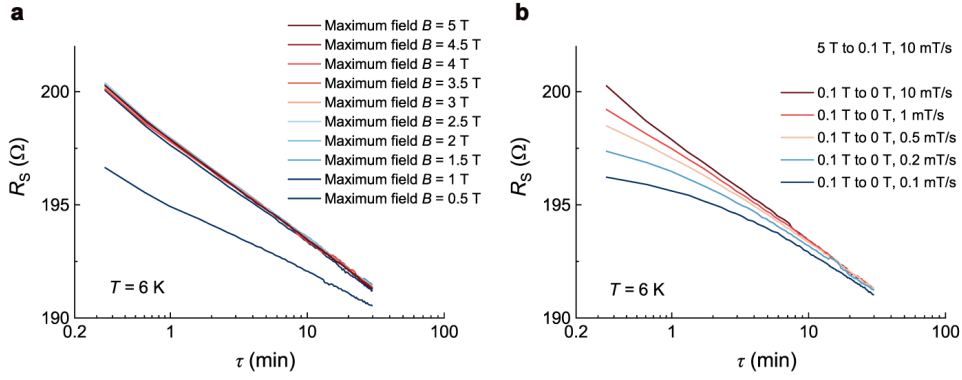 a
Maximum field B = 5 T
Maximum field B = 4.5 T
Maximum field B = 4 T
Maximum field B = 3.5 T
Maximum field B = 3 T
Maximum field B = 2.5 T
Maximum field B = 2 T
Maximum field B = 1.5 T
Maximum field B = 1 T
Maximum field B = 0.5 T
200
195
190
R_S (Ω)
T = 6 K
0.2
1
10
100
τ (min)
b
5 T to 0.1 T, 10 mT/s
0.1 T to 0 T, 10 mT/s
0.1 T to 0 T, 1 mT/s
0.1 T to 0 T, 0.5 mT/s
0.1 T to 0 T, 0.2 mT/s
0.1 T to 0 T, 0.1 mT/s
200
195
190
R_S (Ω)
T = 6 K
0.2
1
10
100
τ (min)